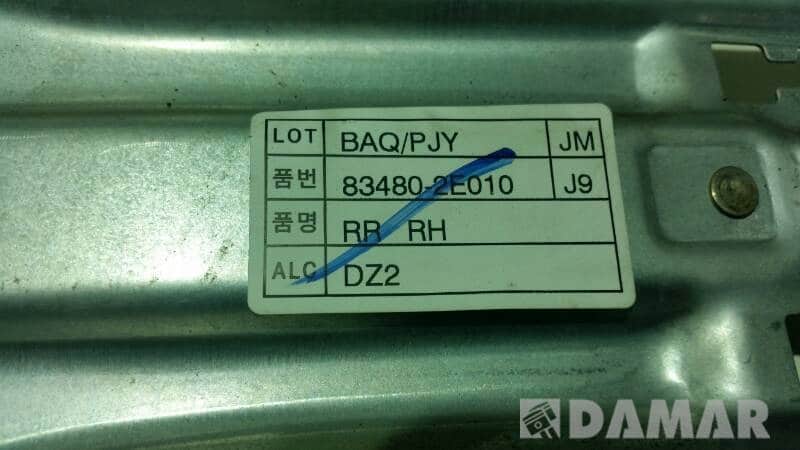 LOT BAQ/PJY JM
품번 83480-2E010 J9
품명 RR RH
ALC DZ2
DAMAR